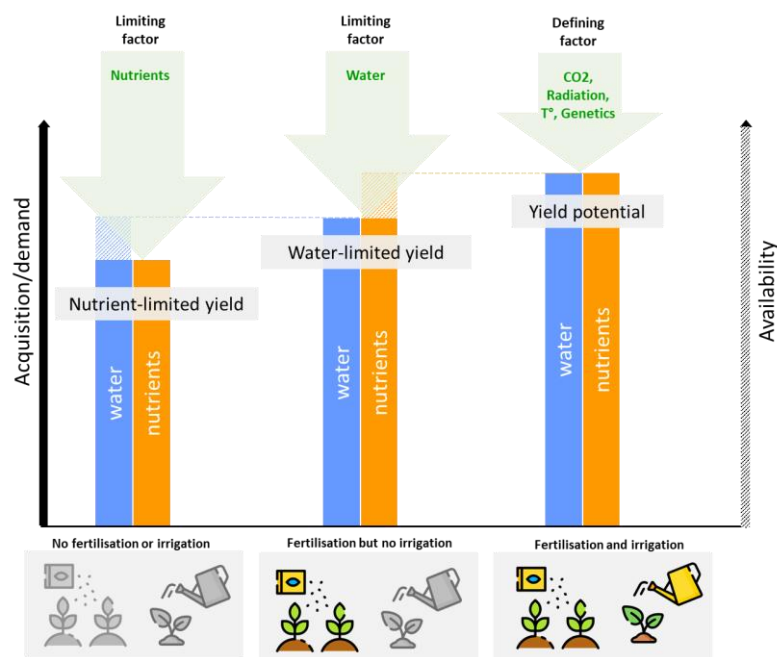 Limiting
factor
Limiting
factor
Defining
factor
Nutrients
Water
CO2,
Radiation,
T°, Genetics
Acquisition/demand
Availability
Yield potential
Water-limited yield
Nutrient-limited yield
water
nutrients
water
nutrients
water
nutrients
No fertilisation or irrigation
Fertilisation but no irrigation
Fertilisation and irrigation